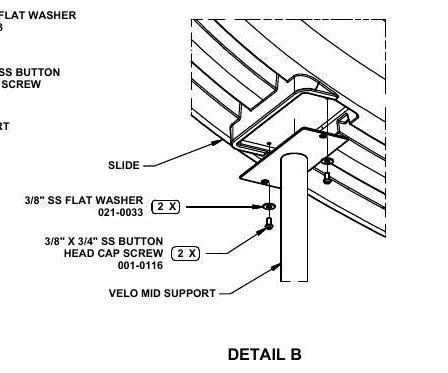 FLAT WASHER
SS BUTTON
SCREW
SLIDE
3/8" SS FLAT WASHER
021-0033
2 X
3/8" X 3/4" SS BUTTON
HEAD CAP SCREW
001-0116
2 X
VELO MID SUPPORT
DETAIL B